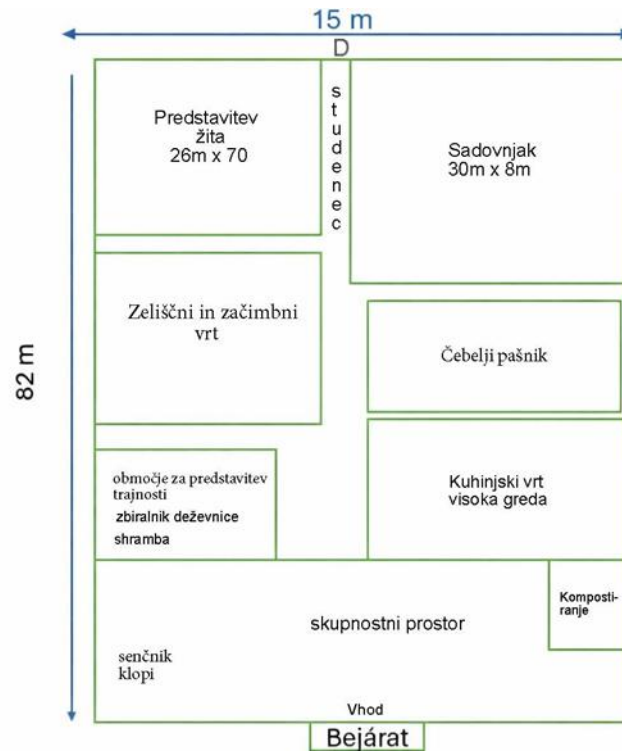 15 m
D
studenec
Predstavitev
žita
26m x 70
Sadovnjak
30m x 8m
Zeliščni in začimbni
vrt
Čebelji pašnik
82 m
območje za predstavitev
trajnosti
zbiralnik deževnice
shramba
Kuhinjski vrt
visoka greda
Komposti-
ranje
skupnostni prostor
senčnik
klopi
Vhod
Bejárat